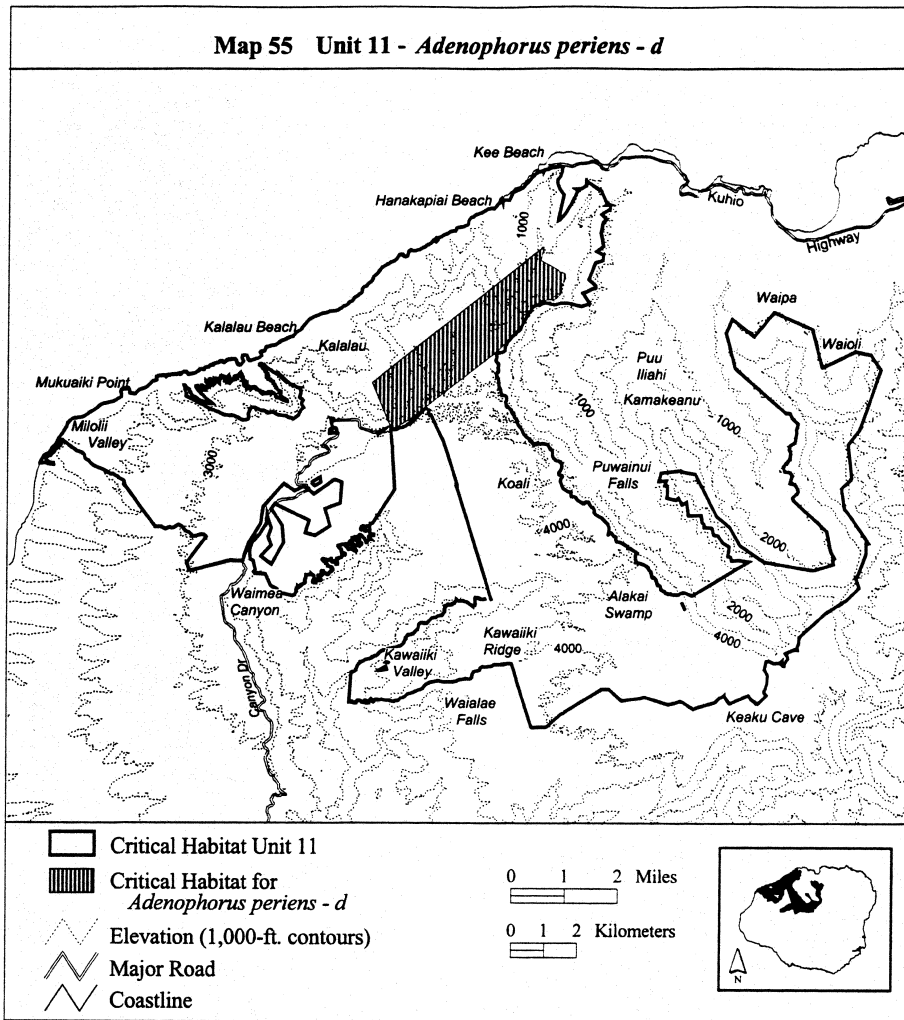 Map 55 Unit 11 - Adenophorus periens - d
Kee Beach
Hanakapiai Beach
Kuhio
Highway
1000
Waipa
Kalalau Beach
Kalalau
Waioli
Mukuaiki Point
Puu
Iliahi
Kamakeanu
1000
1000
Milolii
Valley
3000
Puwainui
Falls
Koali
4000
2000
Waimea
Canyon
Alakai
Swamp
2000
4000
Kawaiiki
Ridge
4000
Kawaiiki
Valley
Canyon Dr
Waialae
Falls
Keaku Cave
Critical Habitat Unit 11
Critical Habitat for
Adenophorus periens - d
Elevation (1,000-ft. contours)
Major Road
Coastline
0 1 2 Miles
0 1 2 Kilometers
N